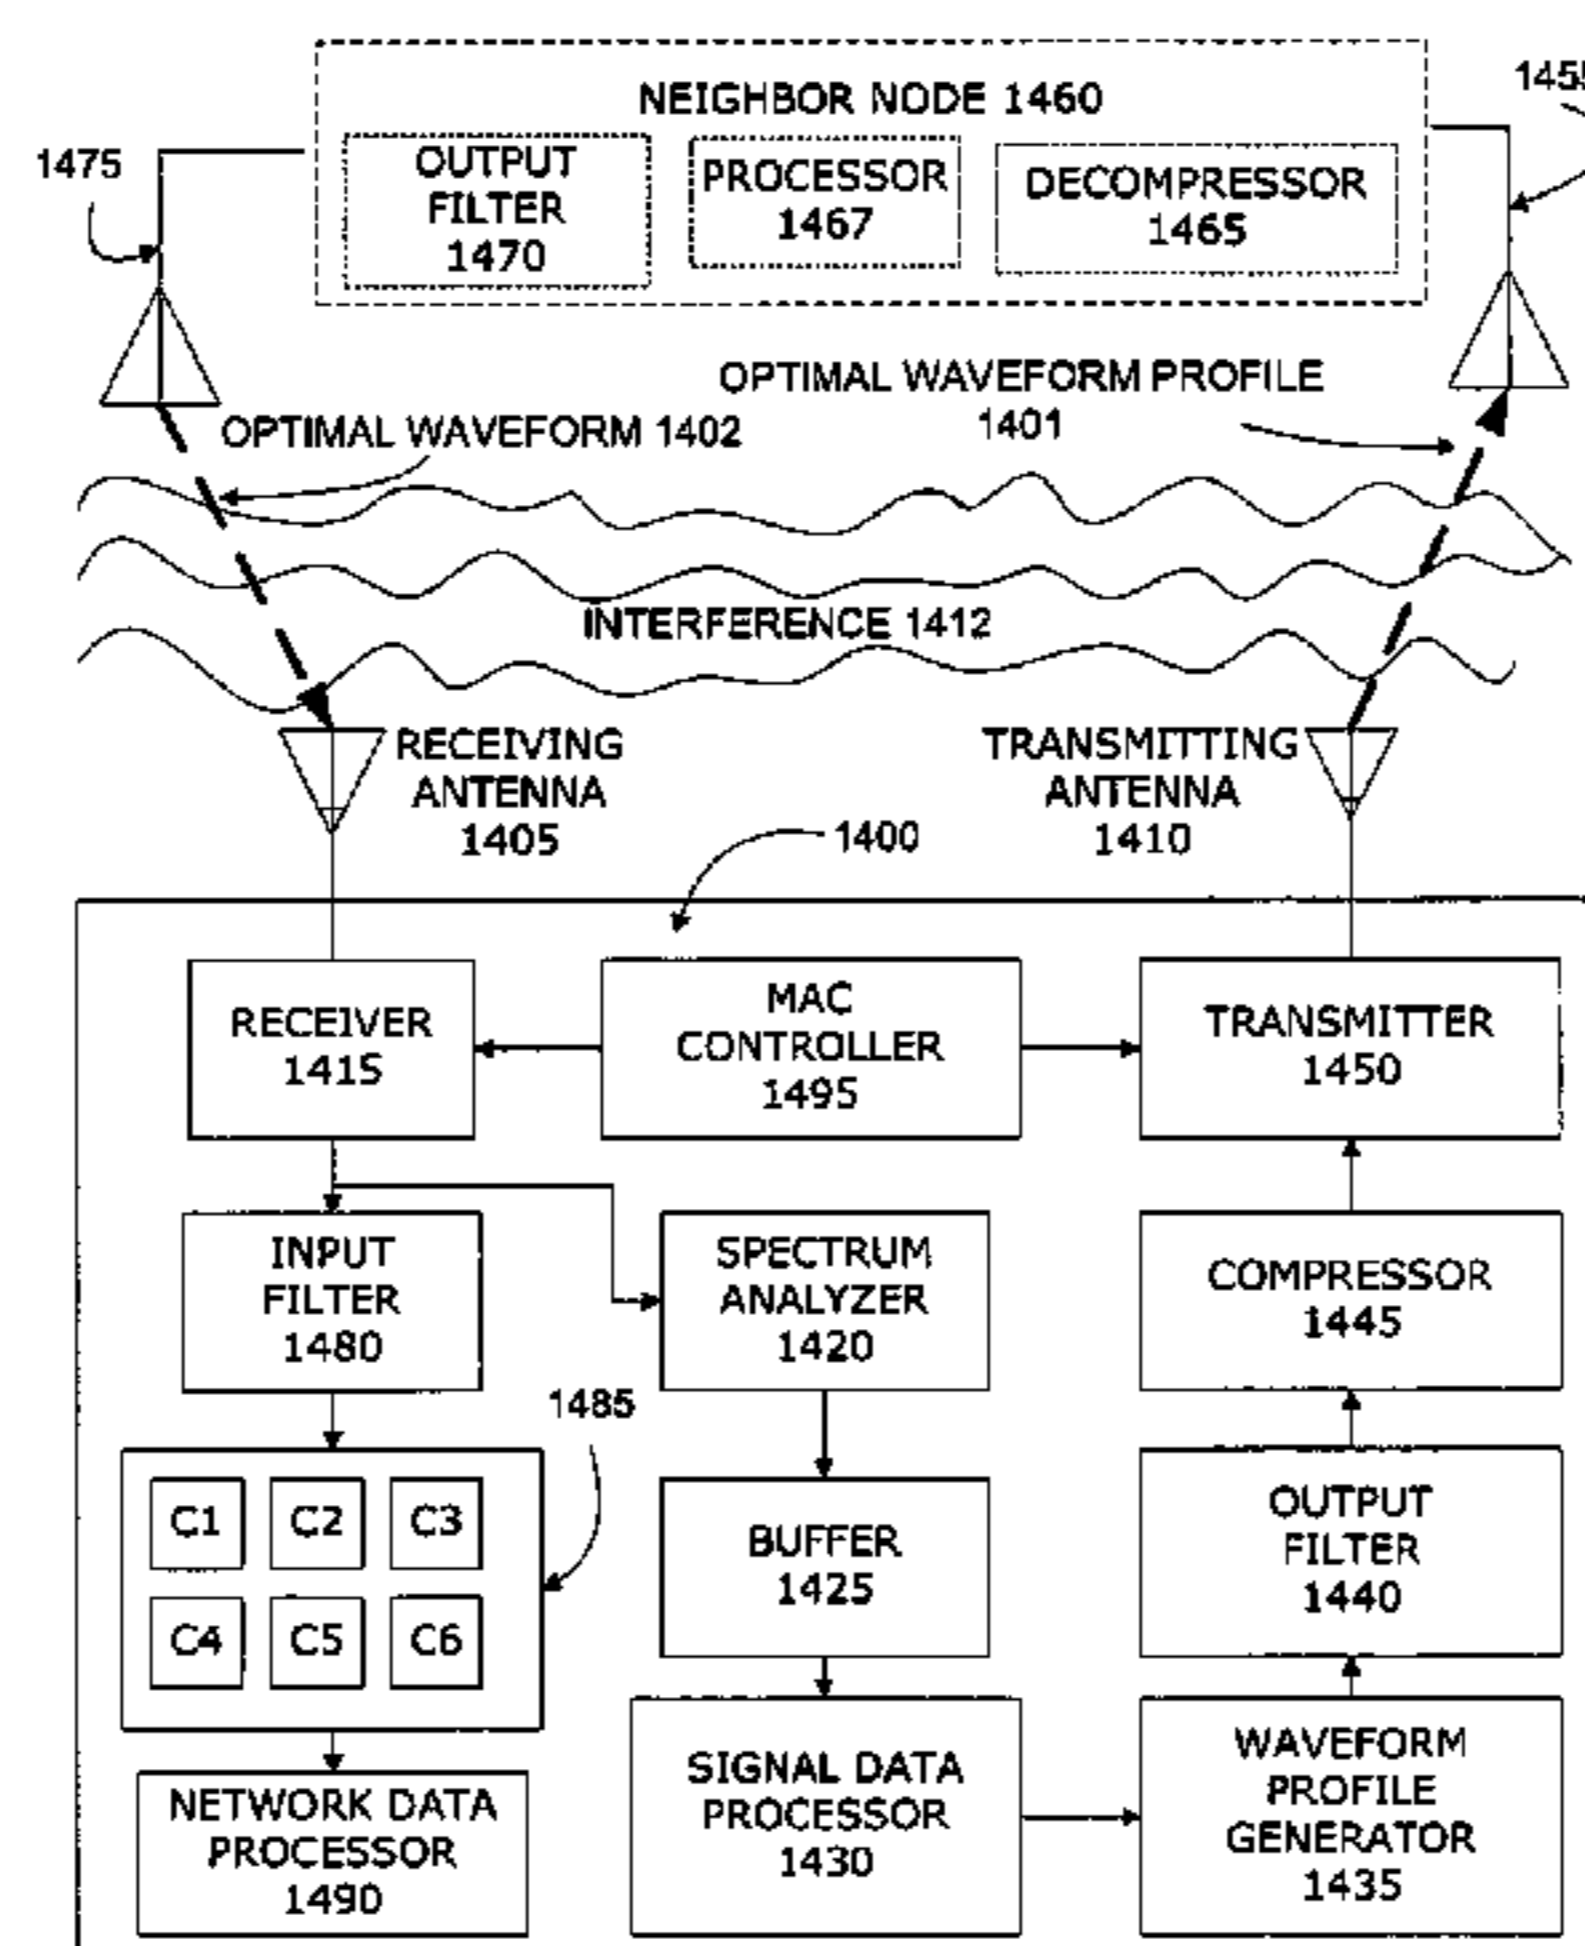 NEIGHBOR NODE 1460
1455
1475
OUTPUT
FILTER
1470
PROCESSOR
1467
DECOMPRESSOR
1465
OPTIMAL WAVEFORM PROFILE
1401
OPTIMAL WAVEFORM 1402
INTERFERENCE 1412
RECEIVING
ANTENNA
1405
TRANSMITTING
ANTENNA
1410
1400
RECEIVER
1415
MAC
CONTROLLER
1495
TRANSMITTER
1450
INPUT
FILTER
1480
SPECTRUM
ANALYZER
1420
COMPRESSOR
1445
1485
C1 C2 C3
C4 C5 C6
BUFFER
1425
OUTPUT
FILTER
1440
NETWORK DATA
PROCESSOR
1490
SIGNAL DATA
PROCESSOR
1430
WAVEFORM
PROFILE
GENERATOR
1435